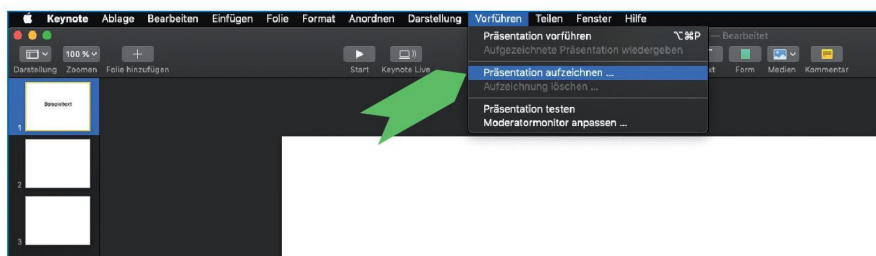 Keynote Ablage Bearbeiten Einfügen Folie Format Anordnen Darstellung Vorführen Teilen Fenster Hilfe
Präsentation vorführen ⌥⌘P
— Bearbeitet
Aufgezeichnete Präsentation wiedergeben
100 %
Darstellung Zoomen Folie hinzufügen Start Keynote Live Form Medien Kommentar
Präsentation aufzeichnen ...
Aufzeichnung löschen ...
Präsentation testen
Moderatormonitor anpassen ...
1
2
3